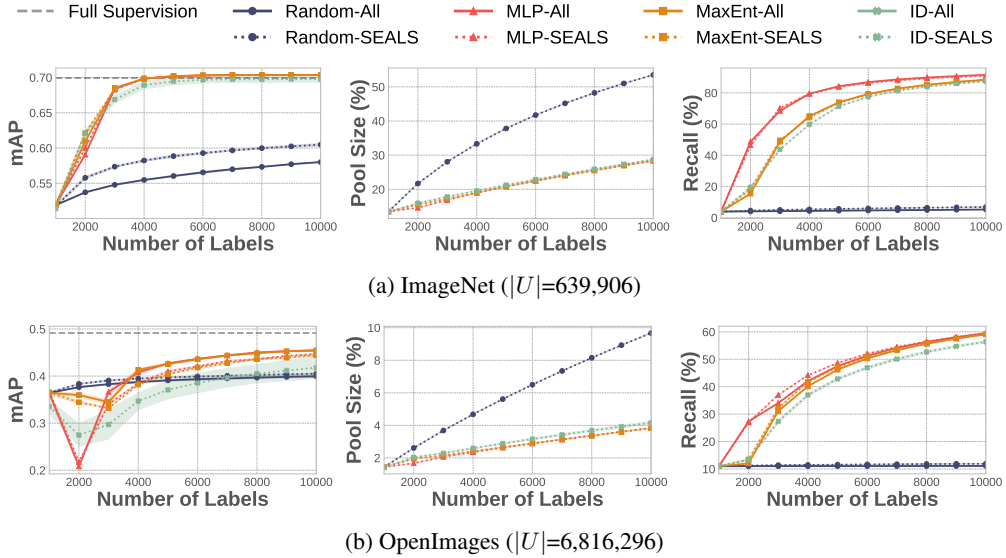 Full Supervision Random-All MLP-All MaxEnt-All ID-All
Random-SEALS MLP-SEALS MaxEnt-SEALS ID-SEALS
mAP
0.70
0.65
0.60
0.55
2000 4000 6000 8000 10000
Number of Labels
Pool Size (%)
50
40
30
20
2000 4000 6000 8000 10000
Number of Labels
Recall (%)
80
60
40
20
0
2000 4000 6000 8000 10000
Number of Labels
(a) ImageNet (|U|=639,906)
mAP
0.5
0.4
0.3
0.2
2000 4000 6000 8000 10000
Number of Labels
Pool Size (%)
10
8
6
4
2
2000 4000 6000 8000 10000
Number of Labels
Recall (%)
60
50
40
30
20
10
2000 4000 6000 8000 10000
Number of Labels
(b) OpenImages (|U|=6,816,296)